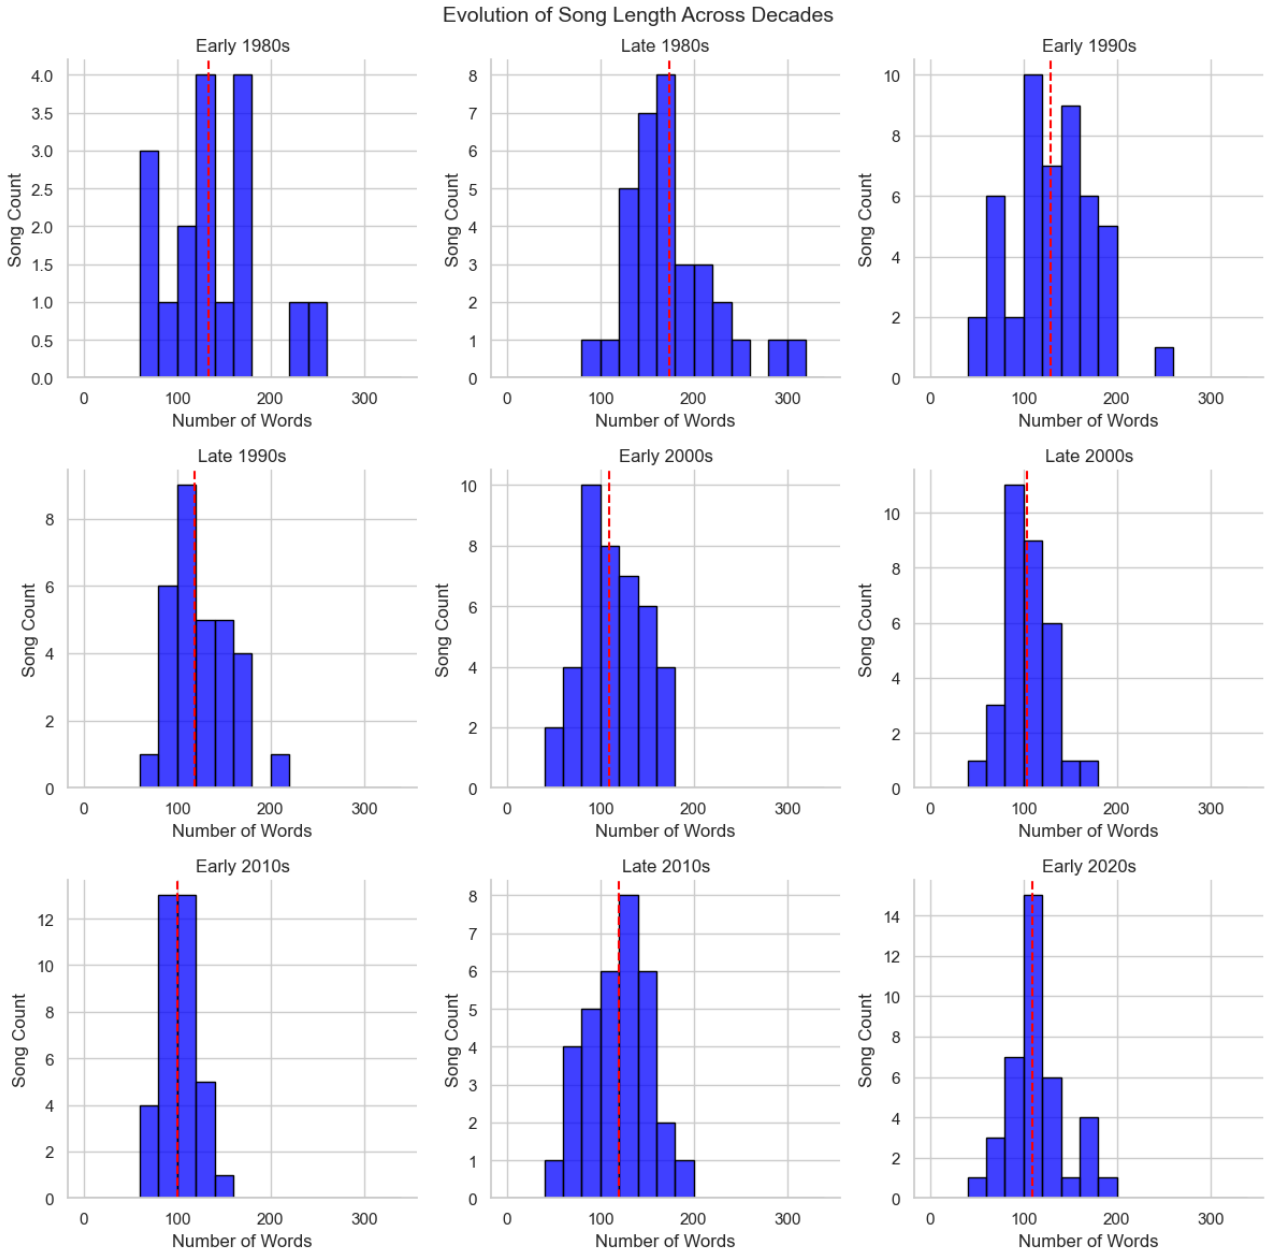 Evolution of Song Length Across Decades
Early 1980s
Song Count
4.0
3.5
3.0
2.5
2.0
1.5
1.0
0.5
0.0
0 100 200 300
Number of Words
Late 1980s
Song Count
8
7
6
5
4
3
2
1
0
0 100 200 300
Number of Words
Early 1990s
Song Count
10
8
6
4
2
0
0 100 200 300
Number of Words
Late 1990s
Song Count
8
6
4
2
0
0 100 200 300
Number of Words
Early 2000s
Song Count
10
8
6
4
2
0
0 100 200 300
Number of Words
Late 2000s
Song Count
10
8
6
4
2
0
0 100 200 300
Number of Words
Early 2010s
Song Count
12
10
8
6
4
2
0
0 100 200 300
Number of Words
Late 2010s
Song Count
8
7
6
5
4
3
2
1
0
0 100 200 300
Number of Words
Early 2020s
Song Count
14
12
10
8
6
4
2
0
0 100 200 300
Number of Words